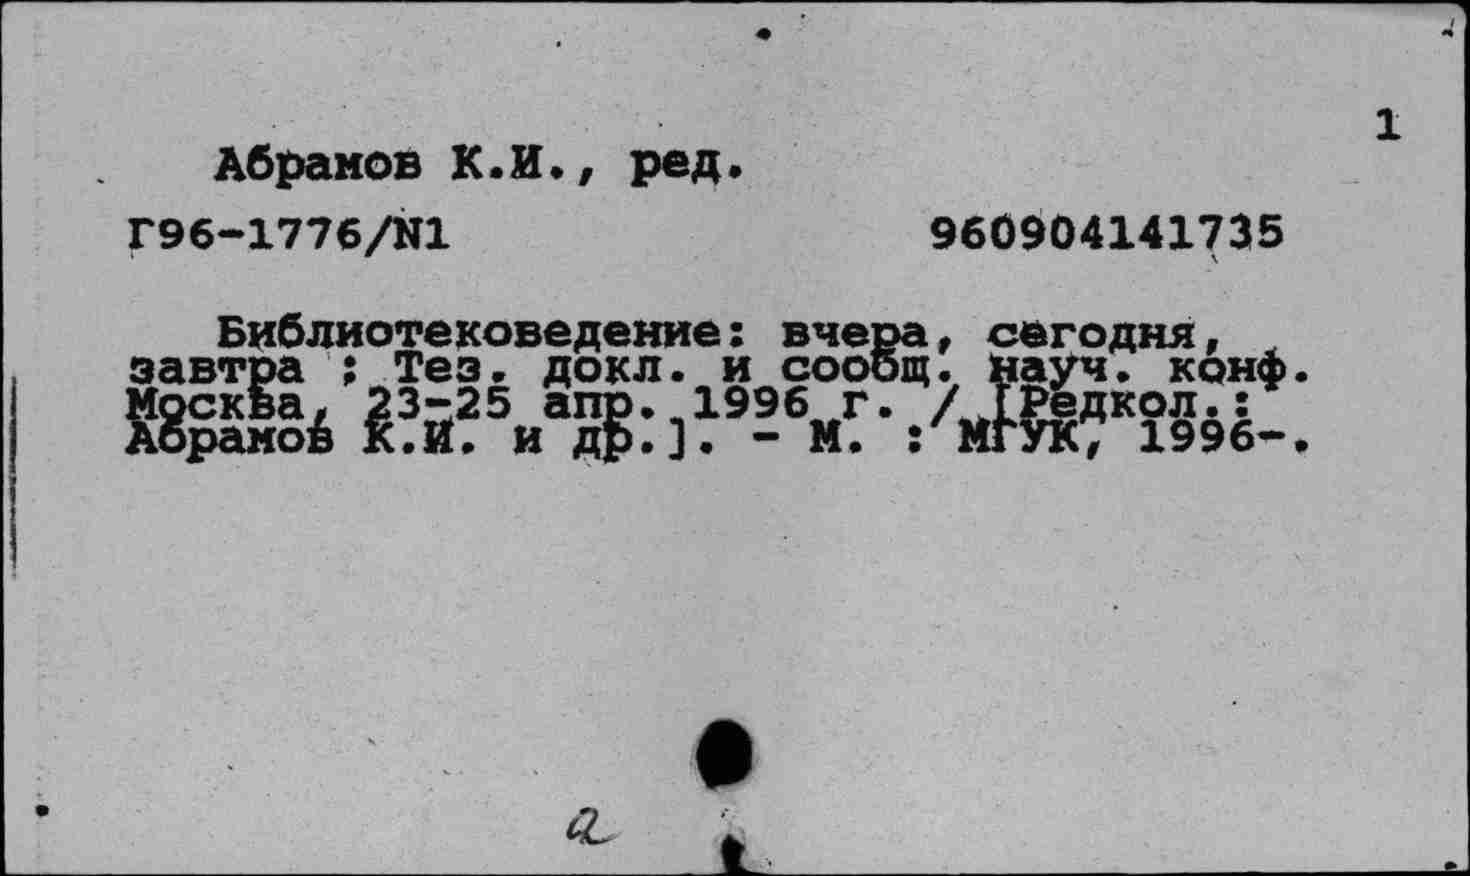 1
Абрамов К.И., ред.
Г96-1776/N1 960904141735
Библиотековедение: вчера, сегодня,
завтра : Тез. докл. и сообщ. науч. конф.
Москва, 23-25 апр. 1996 г. / [Редкол.:
Абрамов К.И. и др.]. - М. : МГУК, 1996-.
а